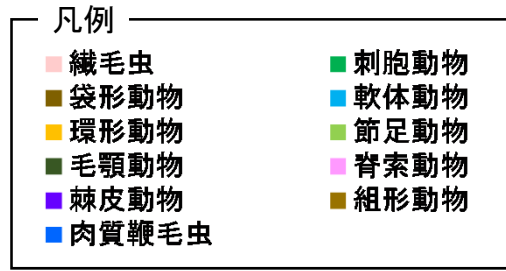 凡例
繊毛虫
袋形動物
環形動物
毛顎動物
棘皮動物
肉質鞭毛虫
刺胞動物
軟体動物
節足動物
脊索動物
組形動物